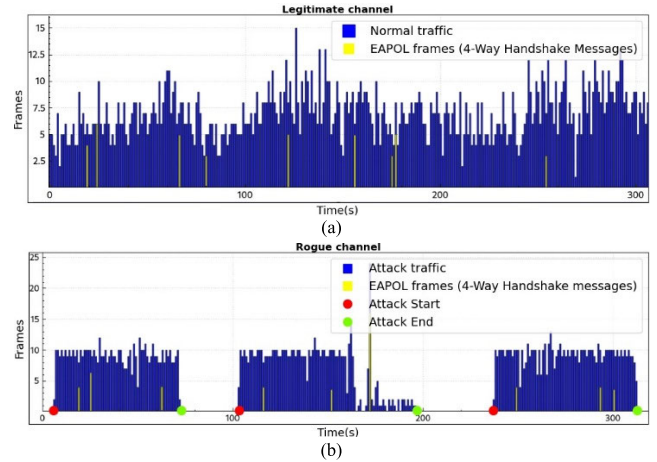 Legitimate channel
Normal traffic
EAPOL frames (4-Way Handshake Messages)
Frames
15
12.5
10
7.5
5
2.5
0 100 200 300
Time(s)
(a)
Rogue channel
Attack traffic
EAPOL frames (4-Way Handshake messages)
Attack Start
Attack End
Frames
25
20
15
10
5
0 100 200 300
Time(s)
(b)